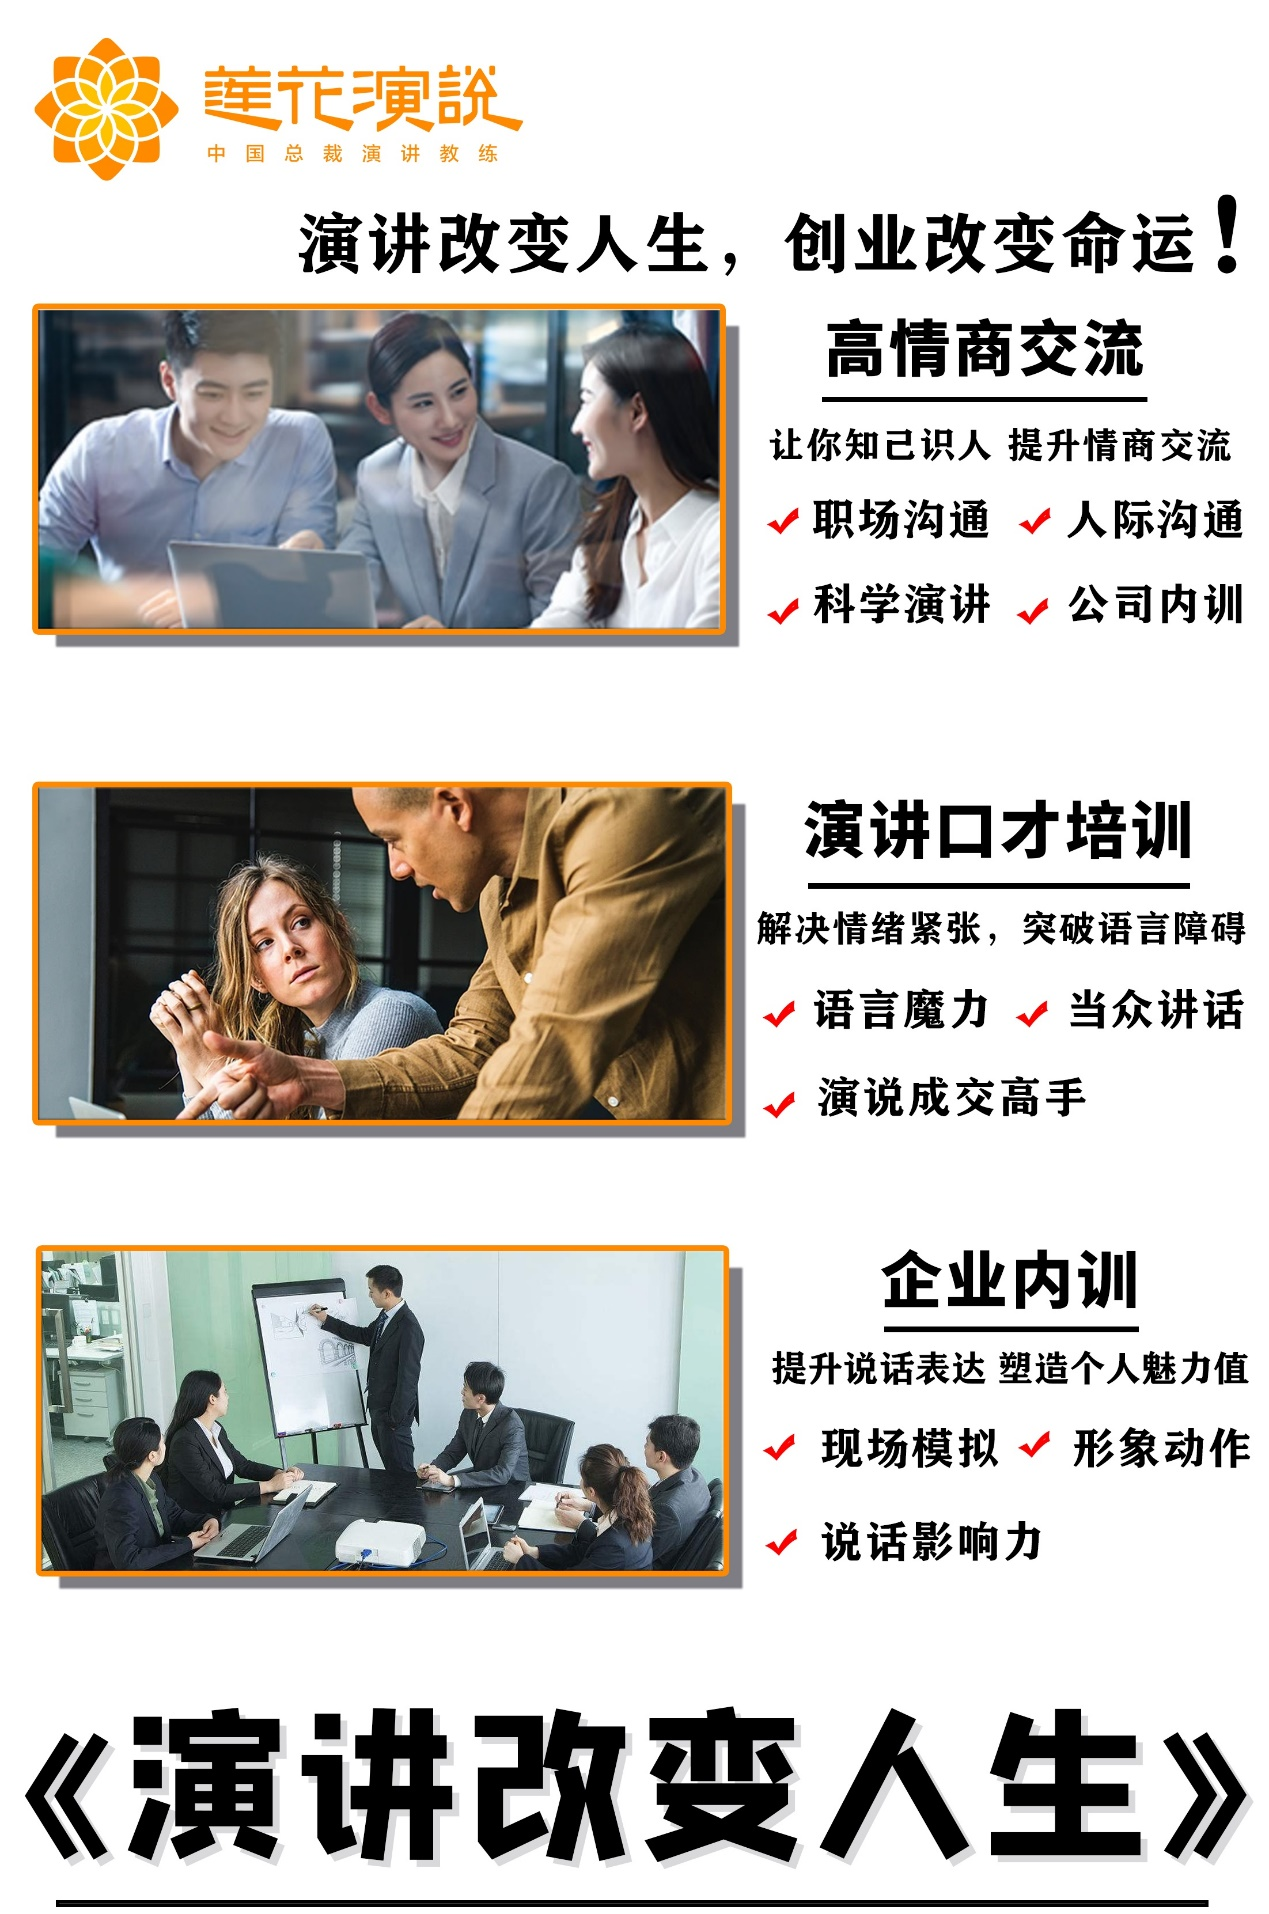 莲花演説
中国总裁演讲教练
演讲改变人生，创业改变命运！
高情商交流
让你知己识人 提升情商交流
职场沟通 人际沟通
科学演讲 公司内训
演讲口才培训
解决情绪紧张，突破语言障碍
语言魔力 当众讲话
演说成交高手
企业内训
提升说话表达 塑造个人魅力值
现场模拟 形象动作
说话影响力
《演讲改变人生》